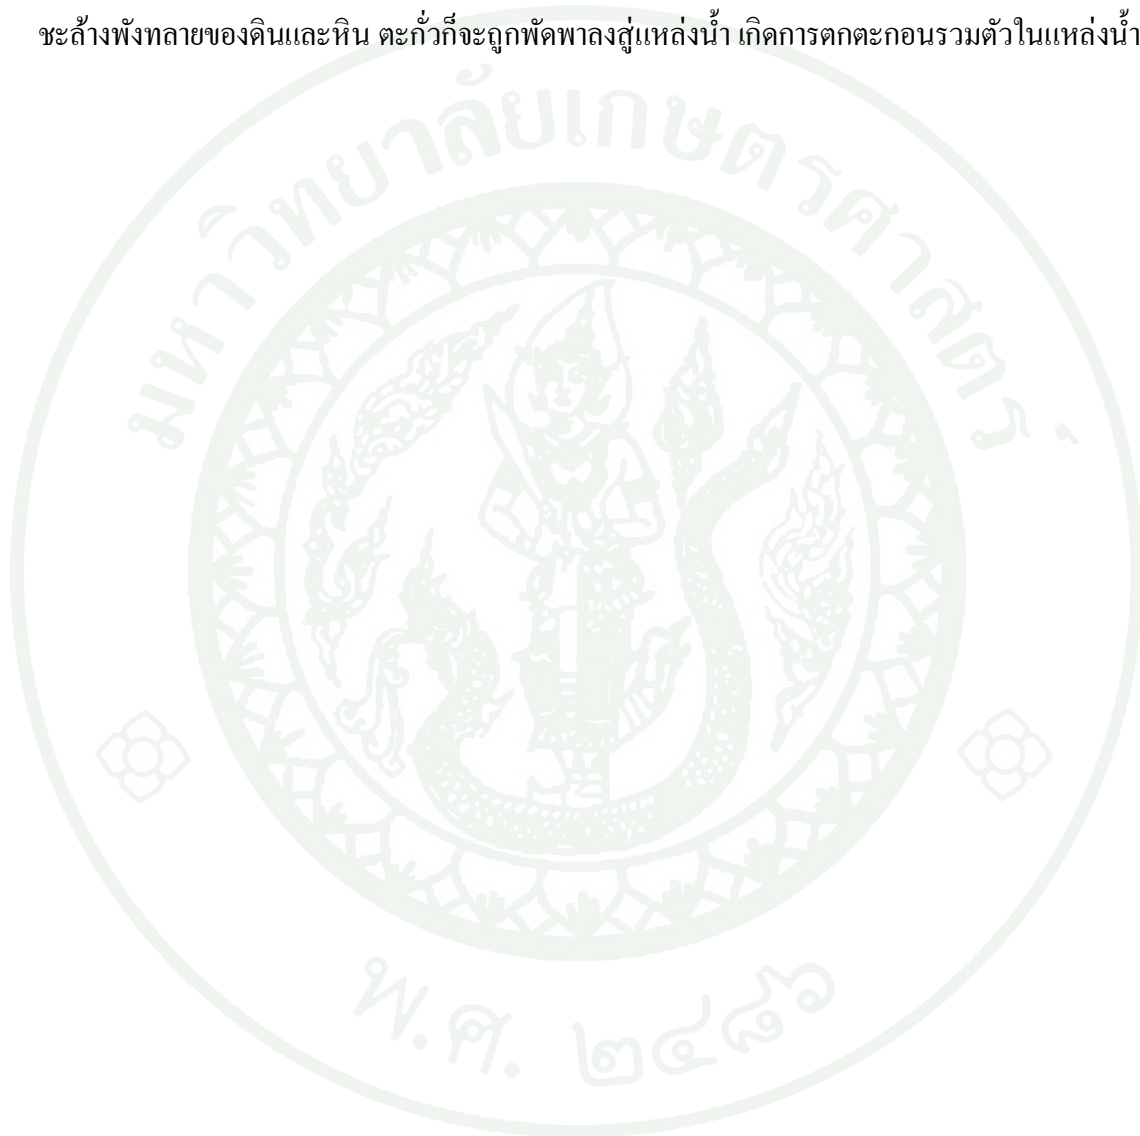 ชะล้างพังทลายของดินและหิน ตะกั่วก็จะถูกพัดพาลงสู่แหล่งน้ำ เกิดการตกตะกอนรวมตัวในแหล่งน้ำ
มหาวิทยาลัยเกษตรศาสตร์
พ.ศ. ๒๔๘๖